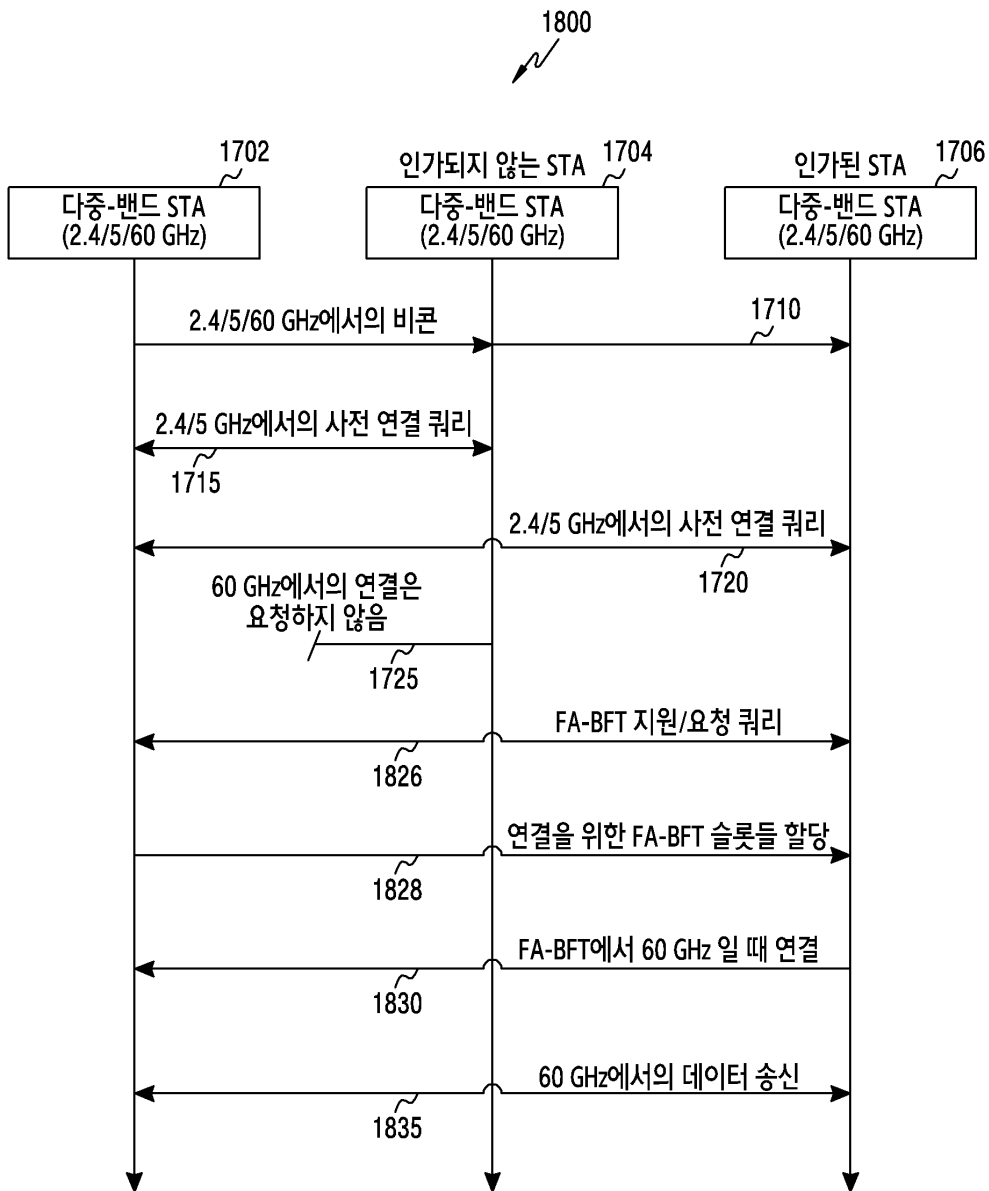 1800
1702
인가되지 않는 STA
1704
인가된 STA
1706
다중-밴드 STA
(2.4/5/60 GHz)
다중-밴드 STA
(2.4/5/60 GHz)
다중-밴드 STA
(2.4/5/60 GHz)
2.4/5/60 GHz에서의 비콘
1710
2.4/5 GHz에서의 사전 연결 쿼리
1715
2.4/5 GHz에서의 사전 연결 쿼리
1720
60 GHz에서의 연결은
요청하지 않음
1725
FA-BFT 지원/요청 쿼리
1826
연결을 위한 FA-BFT 슬롯들 할당
1828
FA-BFT에서 60 GHz 일 때 연결
1830
60 GHz에서의 데이터 송신
1835